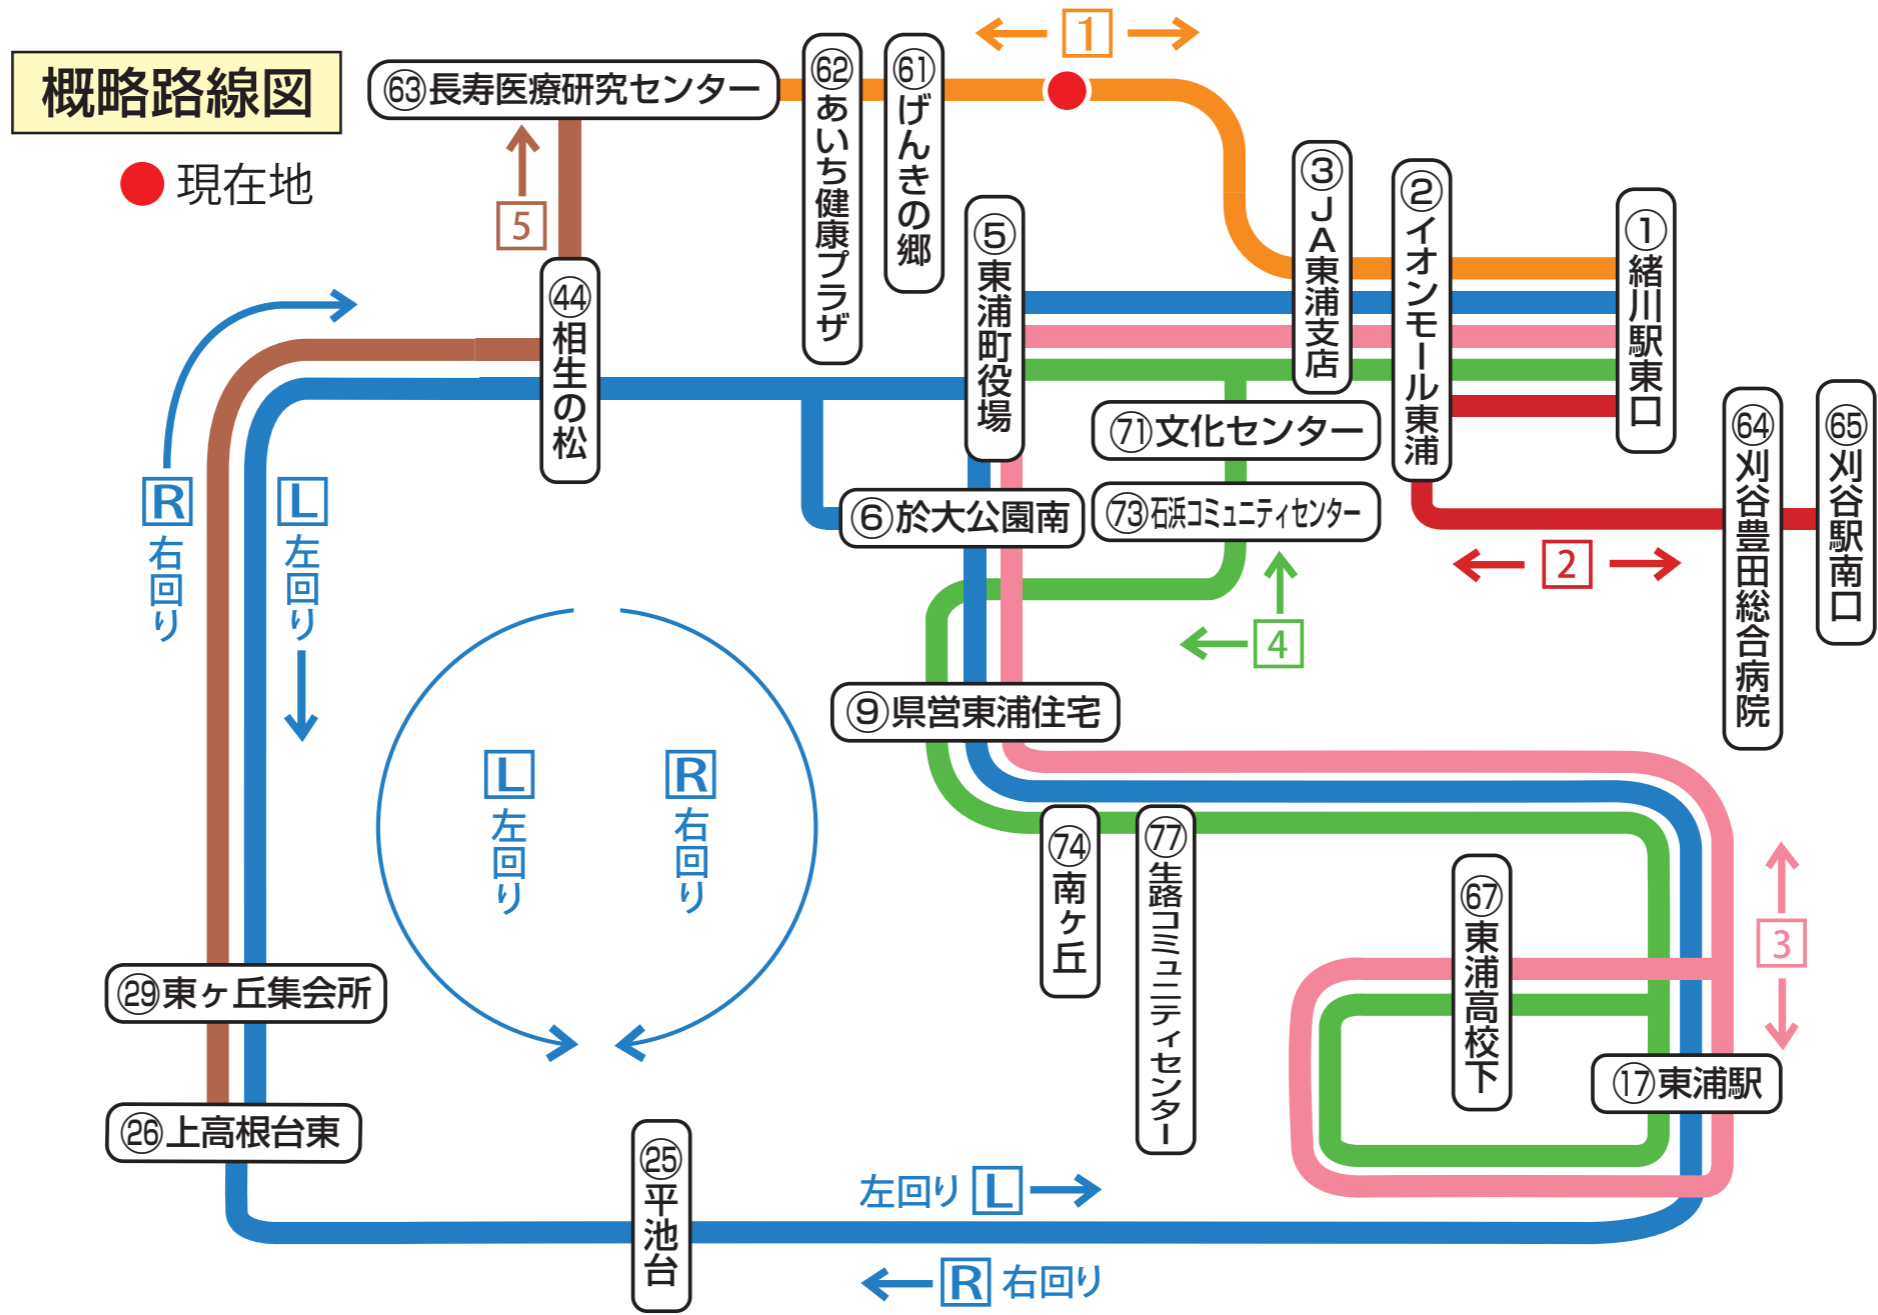 概略路線図
現在地
1
㊿63長寿医療研究センター
62あいち健康プラザ
61げんきの郷
③JA東浦支店
②イオンモール東浦
①緒川駅東口
⑤東浦町役場
5
㊹相生の松
71文化センター
73石浜コミュニティセンター
64刈谷豊田総合病院
65刈谷駅南口
⑥於大公園南
2
R
右回り
L
左回り
4
⑨県営東浦住宅
L
左回り
R
右回り
74南ヶ丘
77生路コミュニティセンター
67東浦高校下
3
㉙東ヶ丘集会所
⑰東浦駅
㉖上高根台東
㉕平池台
左回り L
R 右回り